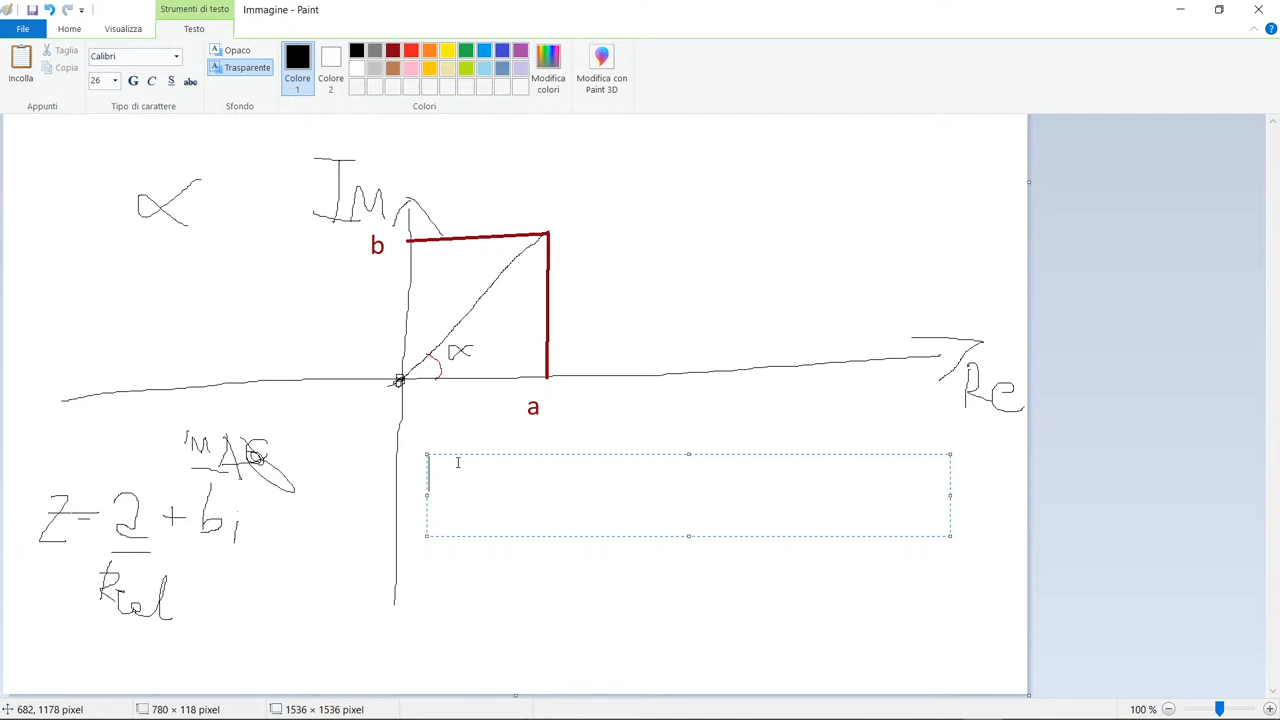 Strumenti di testo
Immagine - Paint
File
Home
Visualizza
Testo
Incolla
Taglia
Copia
Appunti
Calibri
26
G C S abc
Tipo di carattere
Opaco
Trasparente
Sfondo
Colore 1
Colore 2
Modifica colori
Colori
Modifica con Paint 3D
∝
Im
b
∝
a
Re
z = a + bi
682, 1178 pixel
780 × 118 pixel
1536 × 1536 pixel
100 %